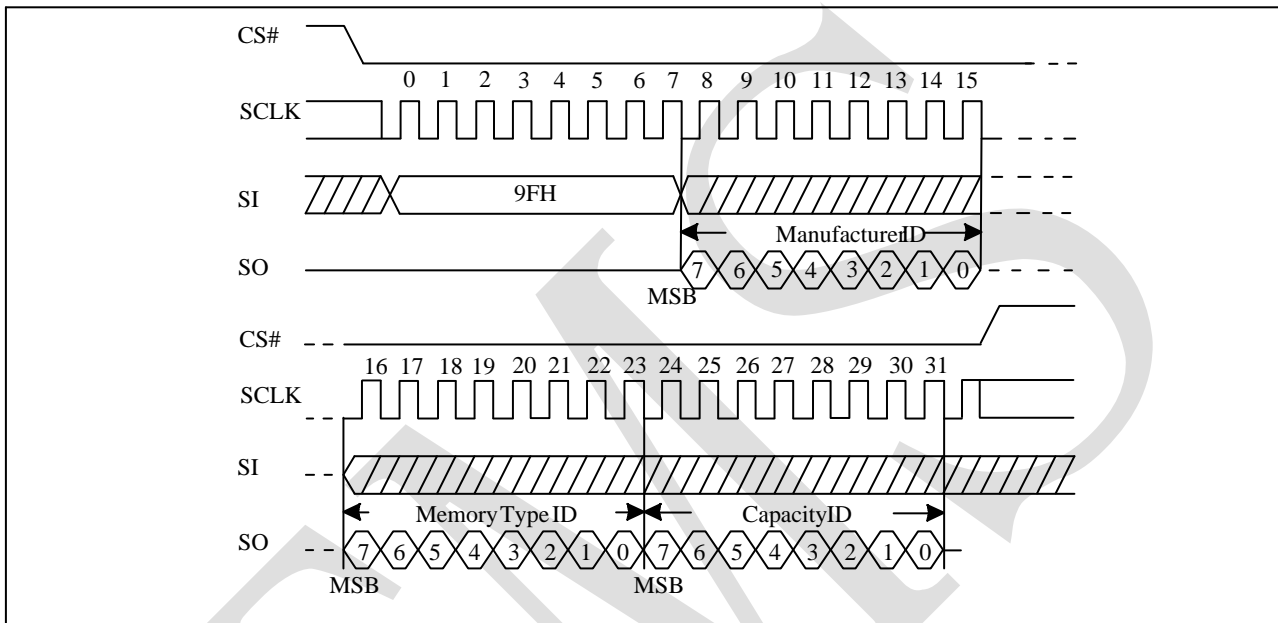 CS#
0 1 2 3 4 5 6 7 8 9 10 11 12 13 14 15
SCLK
SI 9FH
Manufacturer ID
SO 7 6 5 4 3 2 1 0
MSB
CS#
16 17 18 19 20 21 22 23 24 25 26 27 28 29 30 31
SCLK
SI
Memory Type ID Capacity ID
SO 7 6 5 4 3 2 1 0 7 6 5 4 3 2 1 0
MSB MSB